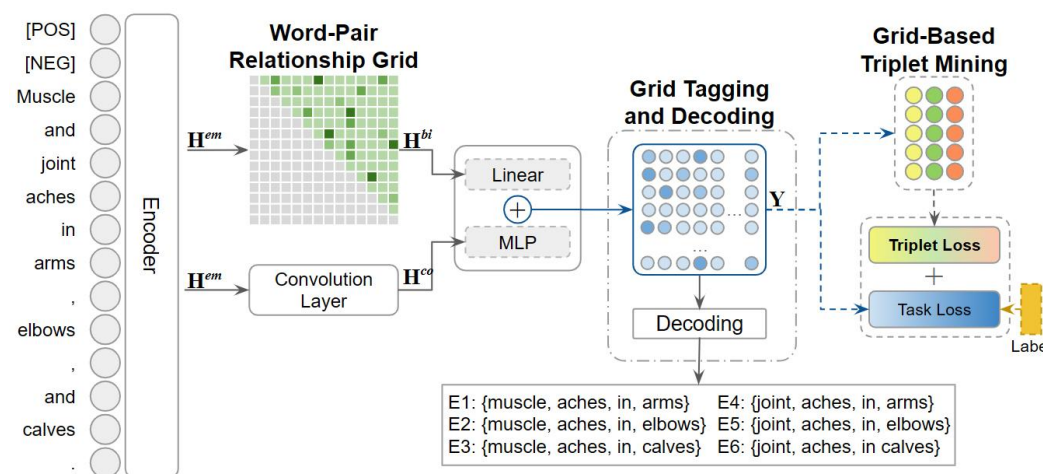 [POS]
[NEG]
Muscle
and
joint
aches
in
arms
,
elbows
,
and
calves
.
Encoder
H^em
H^em
Word-Pair
Relationship Grid
Convolution
Layer
H^bi
H^co
Linear
+
MLP
Grid Tagging
and Decoding
...
...
Decoding
Y
Grid-Based
Triplet Mining
Triplet Loss
+
Task Loss
Label
E1: {muscle, aches, in, arms} E4: {joint, aches, in, arms}
E2: {muscle, aches, in, elbows} E5: {joint, aches, in, elbows}
E3: {muscle, aches, in, calves} E6: {joint, aches, in calves}